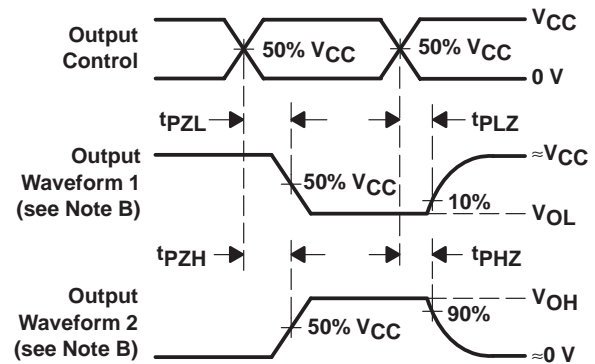 Output
Control
50% VCC
50% VCC
VCC
0 V
tPZL
tPLZ
Output
Waveform 1
(see Note B)
50% VCC
≈VCC
10%
VOL
tPZH
tPHZ
Output
Waveform 2
(see Note B)
50% VCC
VOH
90%
≈0 V